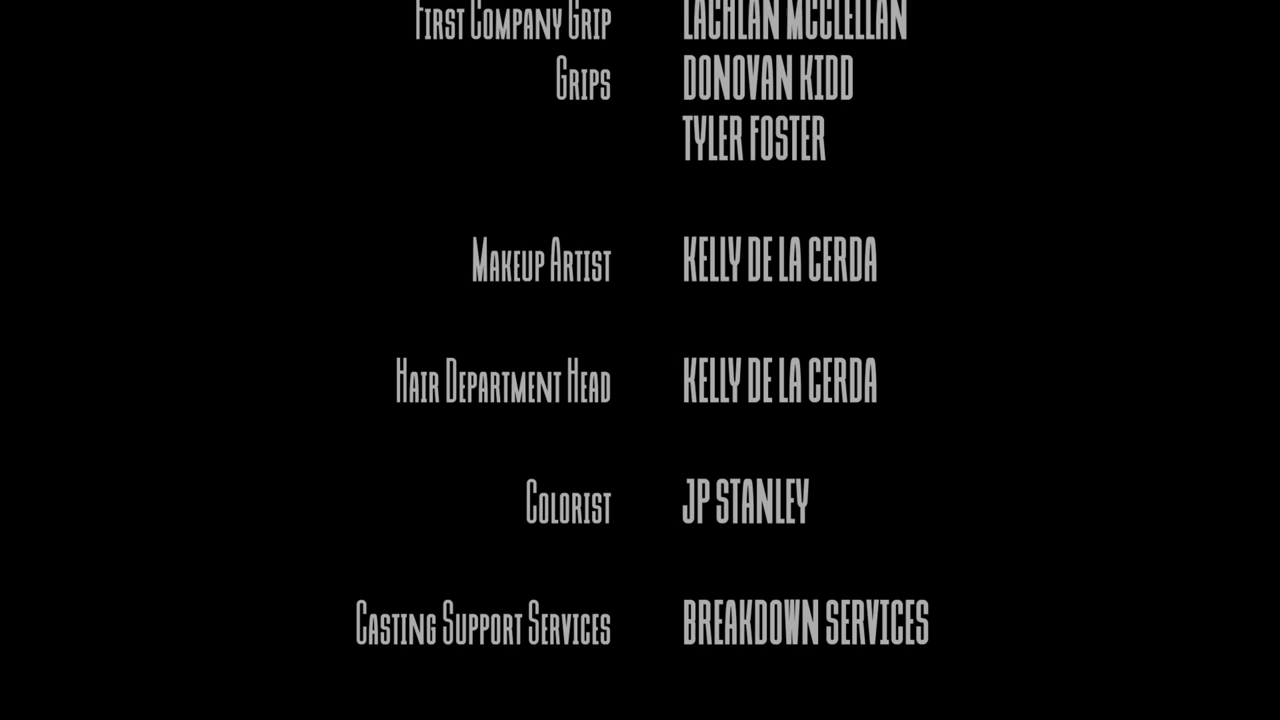 First Company Grip LACHLAN MCCLELLAN
Grips DONOVAN KIDD
TYLER FOSTER
Makeup Artist KELLY DE LA CERDA
Hair Department Head KELLY DE LA CERDA
Colorist JP STANLEY
Casting Support Services BREAKDOWN SERVICES